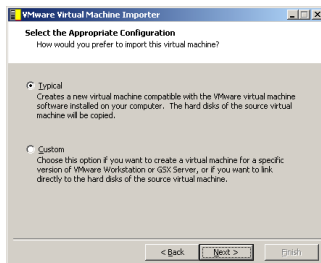 VMware Virtual Machine Importer
Select the Appropriate Configuration
How would you prefer to import this virtual machine?
Typical
Creates a new virtual machine compatible with the VMware virtual machine
software installed on your computer. The hard disks of the source virtual
machine will be copied.
Custom
Choose this option if you want to create a virtual machine for a specific
version of VMware Workstation or GSX Server, or if you want to link
directly to the hard disks of the source virtual machine.
< Back Next > Finish